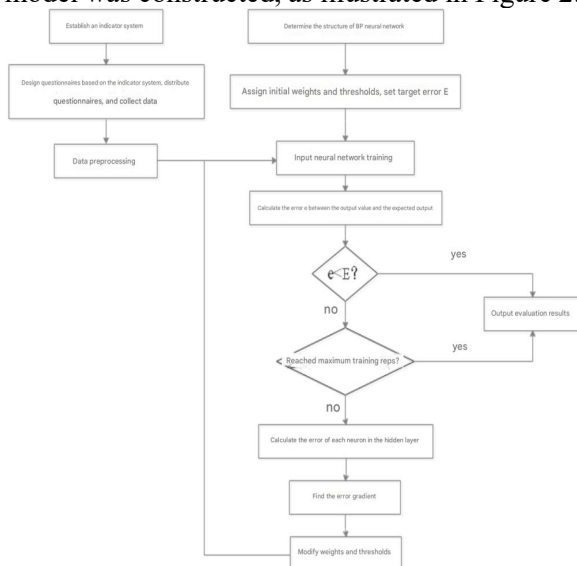 model was constructed, as illustrated in Figure 2.
Establish an indicator system
Determine the structure of BP neural network
Design questionnaires based on the indicator system, distribute
questionnaires, and collect data
Assign initial weights and thresholds, set target error E
Data preprocessing
Input neural network training
Calculate the error e between the output value and the expected output
e<E?
yes
no
Output evaluation results
Reached maximum training reps?
yes
no
Calculate the error of each neuron in the hidden layer
Find the error gradient
Modify weights and thresholds